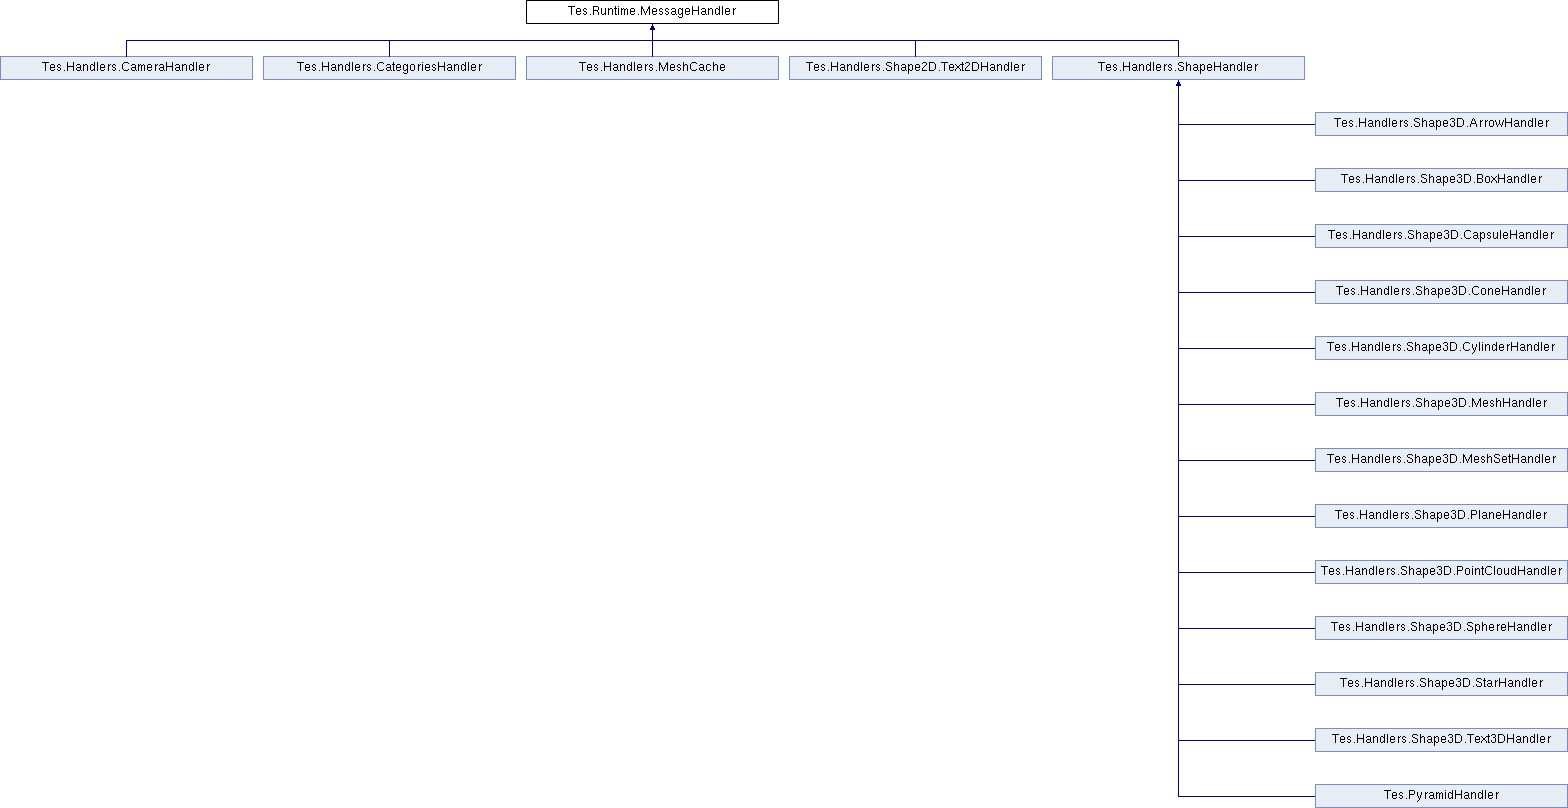 Tes.Runtime.MessageHandler
Tes.Handlers.CameraHandler
Tes.Handlers.CategoriesHandler
Tes.Handlers.MeshCache
Tes.Handlers.Shape2D.Text2DHandler
Tes.Handlers.ShapeHandler
Tes.Handlers.Shape3D.ArrowHandler
Tes.Handlers.Shape3D.BoxHandler
Tes.Handlers.Shape3D.CapsuleHandler
Tes.Handlers.Shape3D.ConeHandler
Tes.Handlers.Shape3D.CylinderHandler
Tes.Handlers.Shape3D.MeshHandler
Tes.Handlers.Shape3D.MeshSetHandler
Tes.Handlers.Shape3D.PlaneHandler
Tes.Handlers.Shape3D.PointCloudHandler
Tes.Handlers.Shape3D.SphereHandler
Tes.Handlers.Shape3D.StarHandler
Tes.Handlers.Shape3D.Text3DHandler
Tes.PyramidHandler